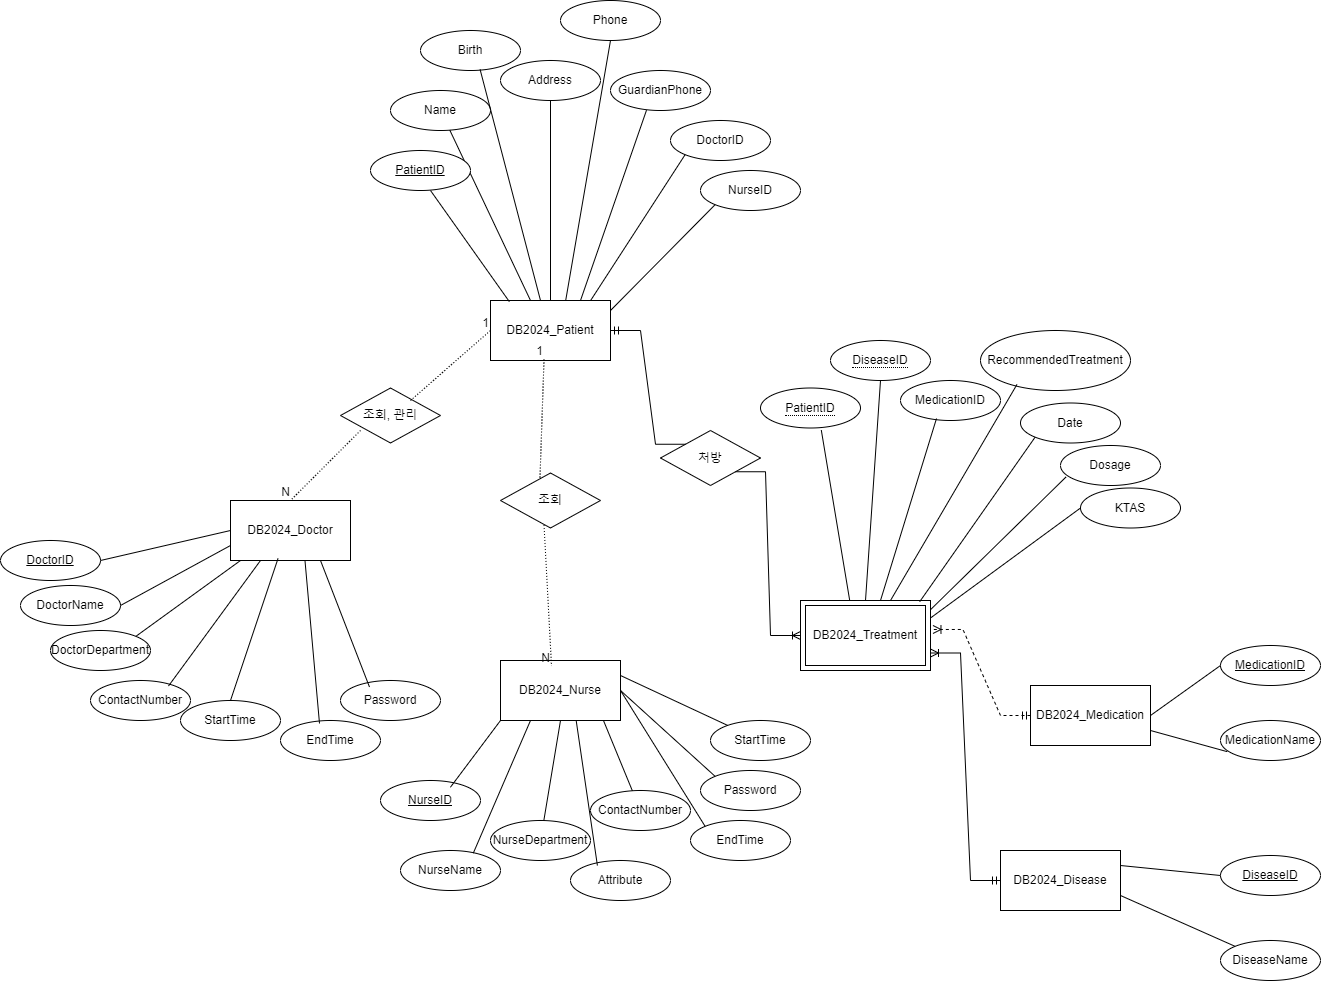 Phone
Birth
Address
GuardianPhone
Name
DoctorID
PatientID
NurseID
DB2024_Patient
1
1
조회, 관리
N
조회
N
처방
DiseaseID
RecommendedTreatment
PatientID
MedicationID
Date
Dosage
KTAS
DB2024_Treatment
DB2024_Doctor
DoctorID
DoctorName
DoctorDepartment
ContactNumber
StartTime
EndTime
Password
DB2024_Nurse
NurseID
NurseName
NurseDepartment
Attribute
ContactNumber
EndTime
Password
StartTime
DB2024_Medication
MedicationID
MedicationName
DB2024_Disease
DiseaseID
DiseaseName